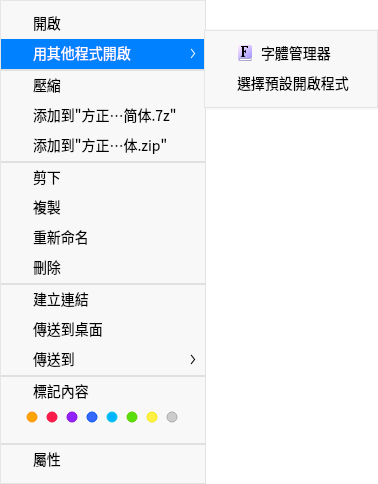 開啟
用其他程式開啟
壓縮
添加到"方正…简体.7z"
添加到"方正…体.zip"
剪下
複製
重新命名
刪除
建立連結
傳送到桌面
傳送到
標記內容
屬性
F 字體管理器
選擇預設開啟程式